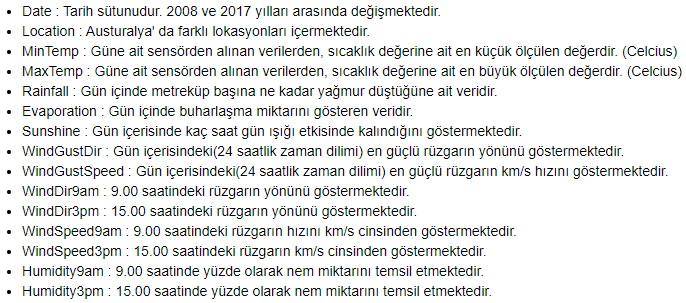 • Date : Tarih sütunudur. 2008 ve 2017 yılları arasında değişmektedir.
• Location : Austuralya' da farklı lokasyonları içermektedir.
• MinTemp : Güne ait sensörden alınan verilerden, sıcaklık değerine ait en küçük ölçülen değerdir. (Celcius)
• MaxTemp : Güne ait sensörden alınan verilerden, sıcaklık değerine ait en büyük ölçülen değerdir. (Celcius)
• Rainfall : Gün içinde metreküp başına ne kadar yağmur düştüğüne ait veridir.
• Evaporation : Gün içinde buharlaşma miktarını gösteren veridir.
• Sunshine : Gün içerisinde kaç saat gün ışığı etkisinde kalındığını göstermektedir.
• WindGustDir : Gün içerisindeki(24 saatlik zaman dilimi) en güçlü rüzgarın yönünü göstermektedir.
• WindGustSpeed : Gün içerisindeki(24 saatlik zaman dilimi) en güçlü rüzgarın km/s hızını göstermektedir.
• WindDir9am : 9.00 saatindeki rüzgarın yönünü göstermektedir.
• WindDir3pm : 15.00 saatindeki rüzgarın yönünü göstermektedir.
• WindSpeed9am : 9.00 saatindeki rüzgarın hızını km/s cinsinden göstermektedir.
• WindSpeed3pm : 15.00 saatindeki rüzgarın km/s cinsinden göstermektedir.
• Humidity9am : 9.00 saatinde yüzde olarak nem miktarını temsil etmektedir.
• Humidity3pm : 15.00 saatinde yüzde olarak nem miktarını temsil etmektedir.